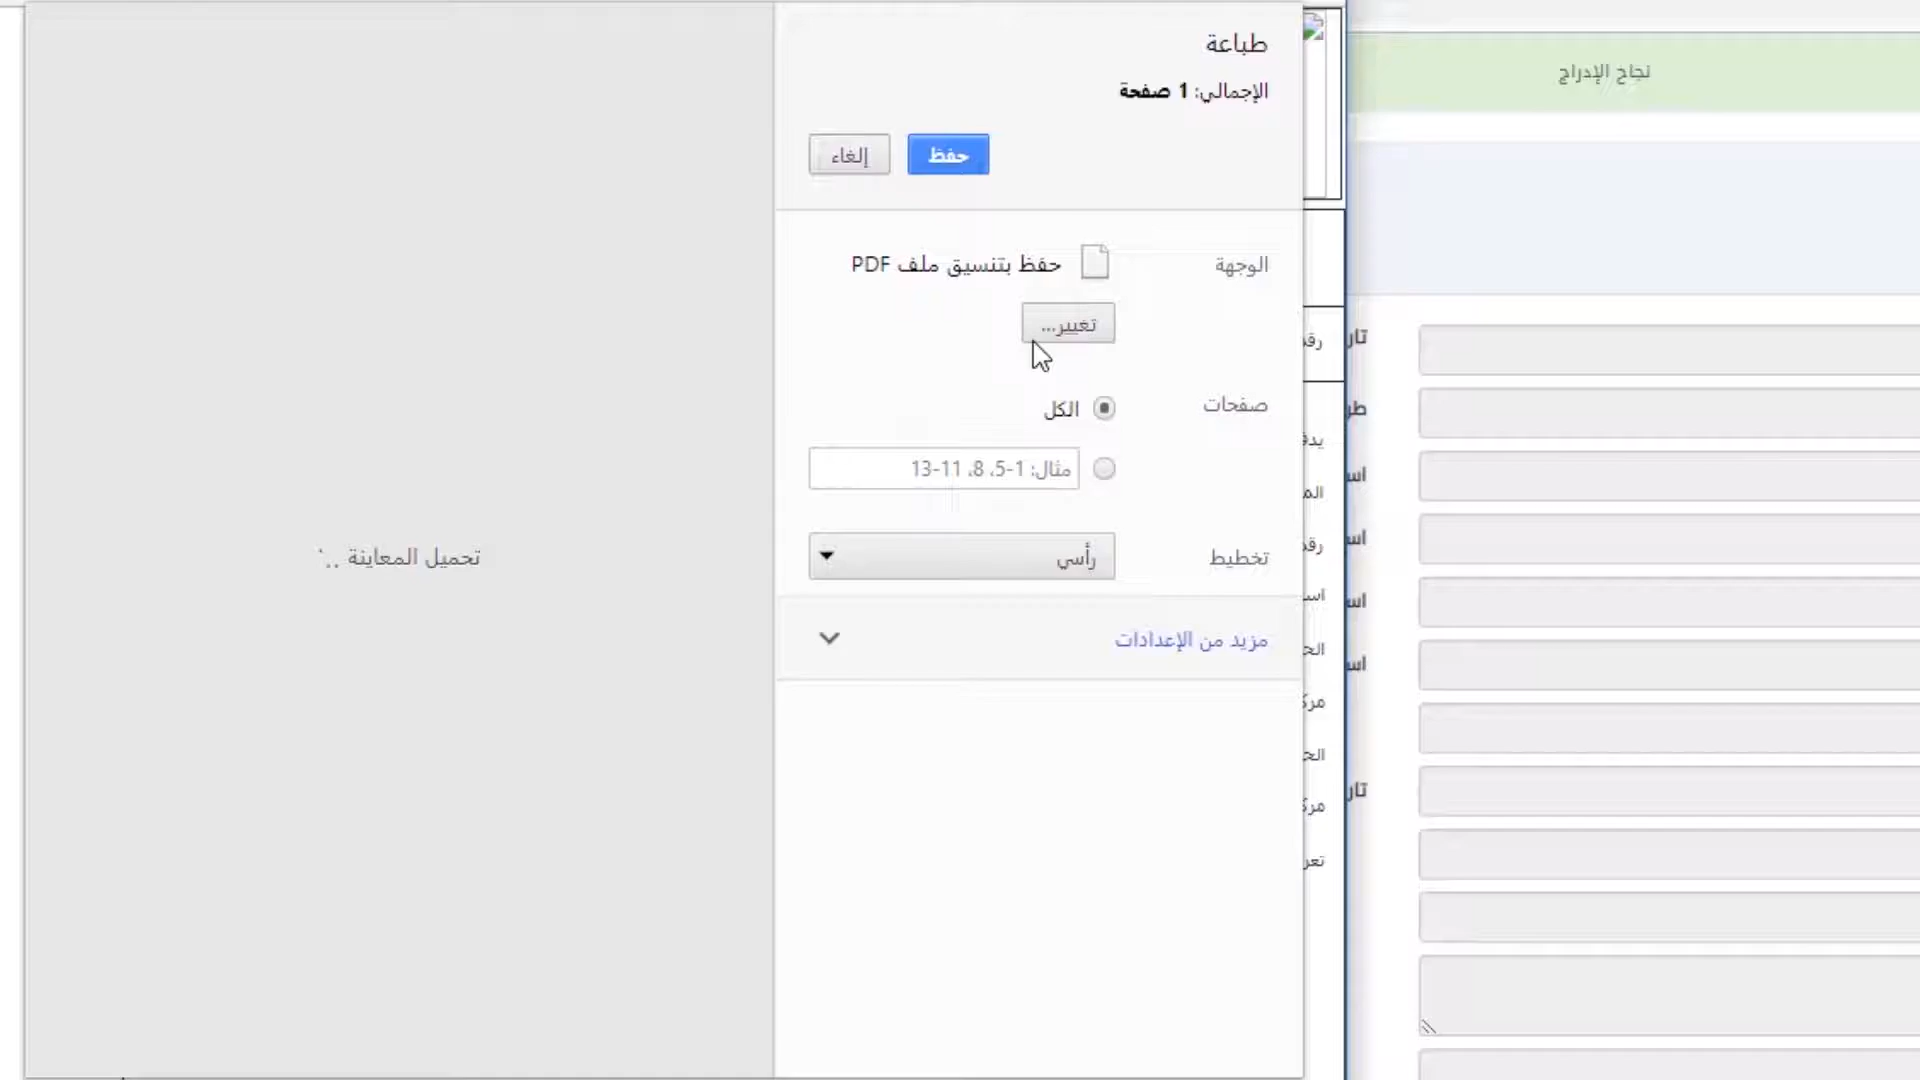 طباعة
الإجمالي: 1 صفحة
حفظ
إلغاء
الوجهة
حفظ بتنسيق ملف PDF
تغيير...
صفحات
الكل
مثال: 1-5، 8، 11-13
تخطيط
رأسي
مزيد من الإعدادات
تحميل المعاينة
نجاح الإدراج